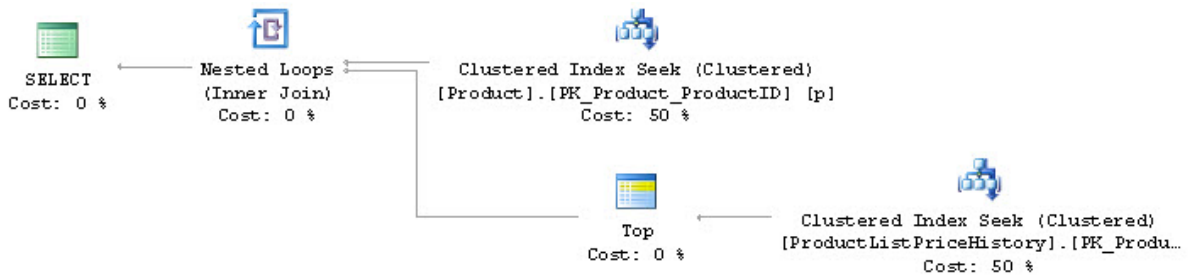 SELECT
Cost: 0 %
Nested Loops
(Inner Join)
Cost: 0 %
Clustered Index Seek (Clustered)
[Product].[PK_Product_ProductID] [p]
Cost: 50 %
Top
Cost: 0 %
Clustered Index Seek (Clustered)
[ProductListPriceHistory].[PK_Produ…
Cost: 50 %